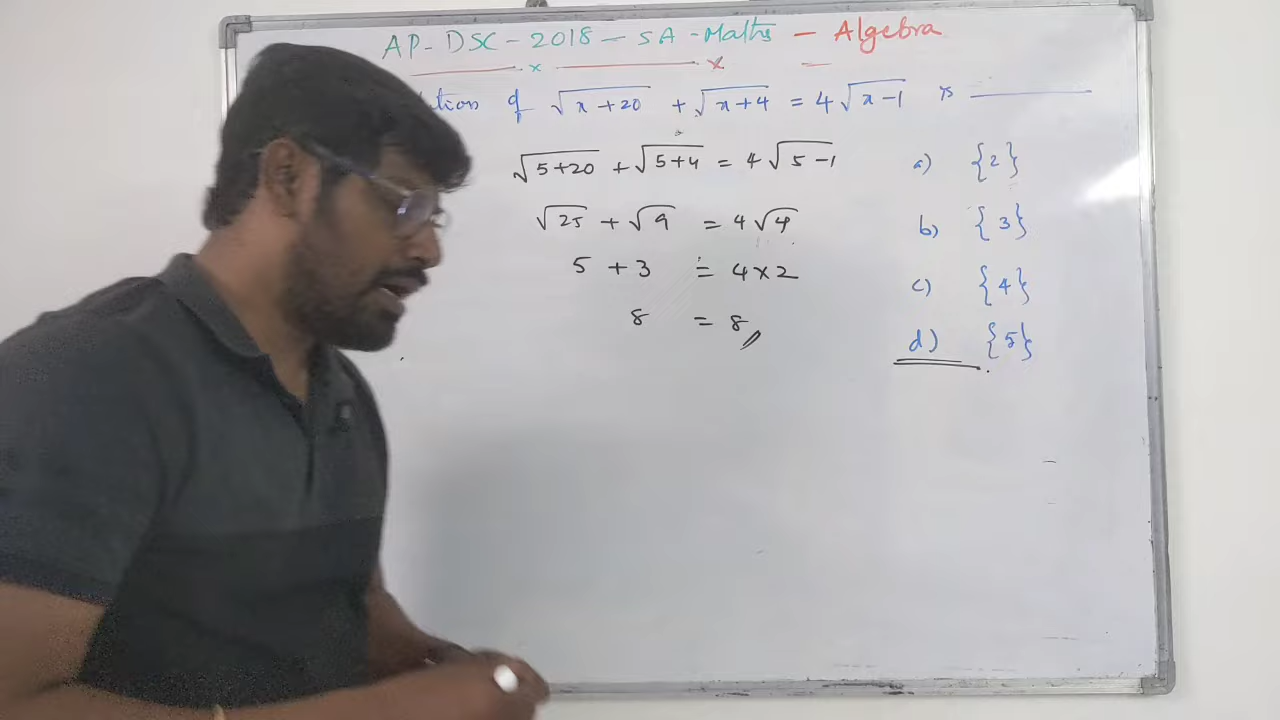 AP-DSC-2018-SA-Maths-Algebra
of √(x+20) + √(x+4) = 4√(x-1) is ________
√(5+20) + √(5+4) = 4√(5-1)
√25 + √9 = 4√4
5 + 3 = 4×2
8 = 8,
a) {2}
b) {3}
c) {4}
d) {5}